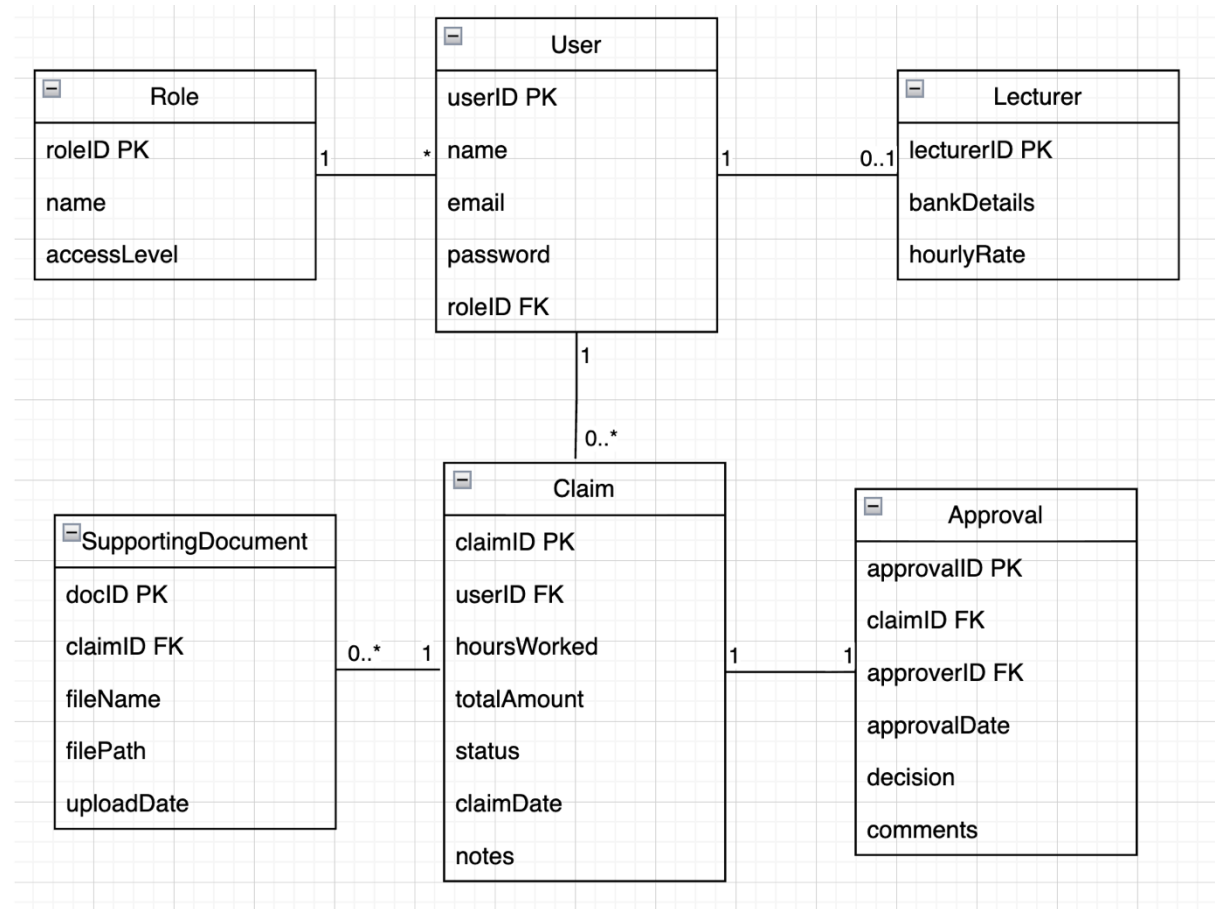 Role
roleID PK
name
accessLevel
1
*
User
userID PK
name
email
password
roleID FK
1
0..1
Lecturer
lecturerID PK
bankDetails
hourlyRate
1
0..*
SupportingDocument
docID PK
claimID FK
fileName
filePath
uploadDate
0..*
1
Claim
claimID PK
userID FK
hoursWorked
totalAmount
status
claimDate
notes
1
1
Approval
approvalID PK
claimID FK
approverID FK
approvalDate
decision
comments